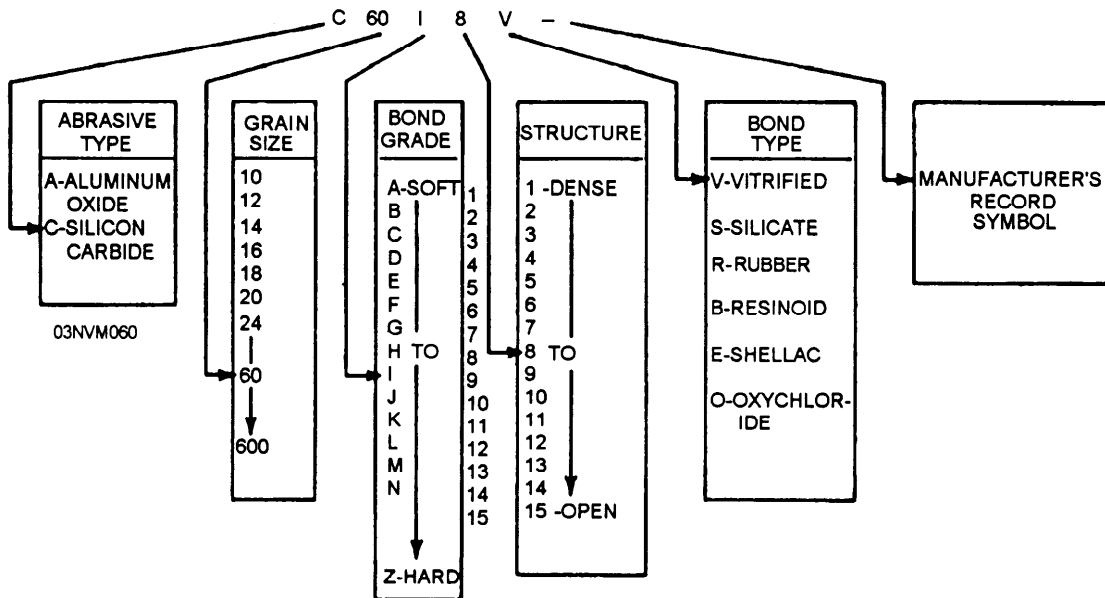 C 60 I 8 V –
ABRASIVE
TYPE
A-ALUMINUM
OXIDE
C-SILICON
CARBIDE
03NVM060
GRAIN
SIZE
10
12
14
16
18
20
24
60
600
BOND
GRADE
A-SOFT
B
C
D
E
F
G
H TO
I
J
K
L
M
N
Z-HARD
1
2
3
4
5
6
7
8
9
10
11
12
13
14
15
STRUCTURE
1 -DENSE
2
3
4
5
6
7
8 TO
9
10
11
12
13
14
15 -OPEN
BOND
TYPE
V-VITRIFIED
S-SILICATE
R-RUBBER
B-RESINOID
E-SHELLAC
O-OXYCHLOR-
IDE
MANUFACTURER'S
RECORD
SYMBOL